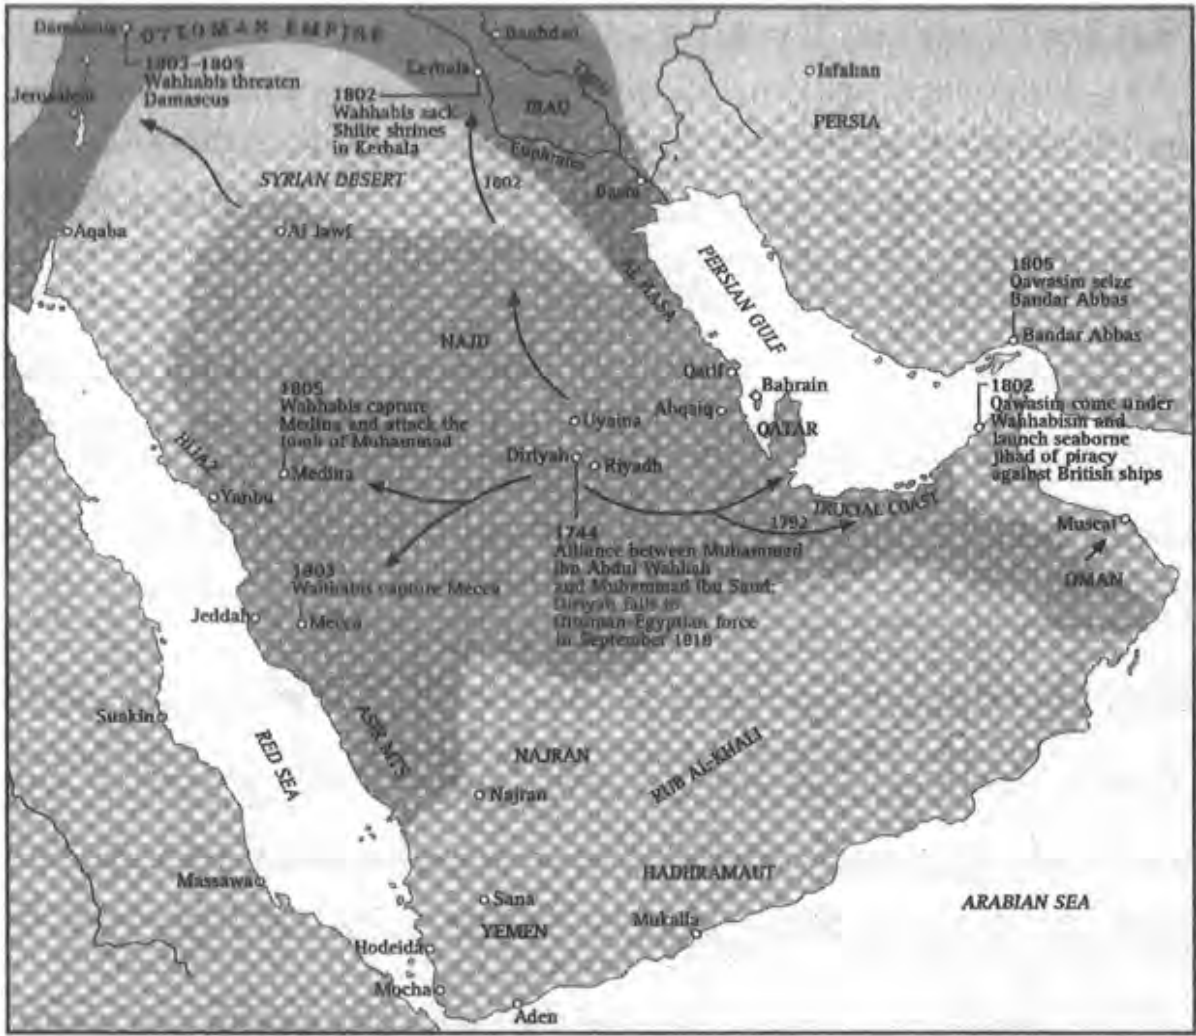 Damascus
OTTOMAN EMPIRE
Baghdad
1803–1805
Wahhabis threaten
Damascus
Kerbala
Isfahan
Jerusalem
1802
Wahhabis sack
Shiite shrines
in Kerbala
IRAQ
PERSIA
Euphrates
SYRIAN DESERT
1802
Basra
Aqaba
Al Jawf
PERSIAN GULF
AL HASA
1805
Qawasim seize
Bandar Abbas
Bandar Abbas
NAJD
Qatif
Bahrain
1805
Wahhabis capture
Medina and attack the
tomb of Muhammad
1802
Qawasim come under
Wahhabism and
launch seaborne
jihad of piracy
against British ships
Uyaina
Abqaiq
QATAR
HIJAZ
Diriyah
Riyadh
Medina
Yanbu
TRUCIAL COAST
1792
Muscat
1744
Alliance between Muhammad
ibn Abdul Wahhab
and Muhammad ibn Saud;
Diriyah falls to
Ottoman-Egyptian force
in September 1818
1803
Wahhabis capture Mecca
OMAN
Jeddah
Mecca
Suakin
ASIR MTS
RED SEA
NAJRAN
RUB AL-KHALI
Najran
Massawa
HADHRAMAUT
Sana
ARABIAN SEA
YEMEN
Mukalla
Hodeida
Mocha
Aden